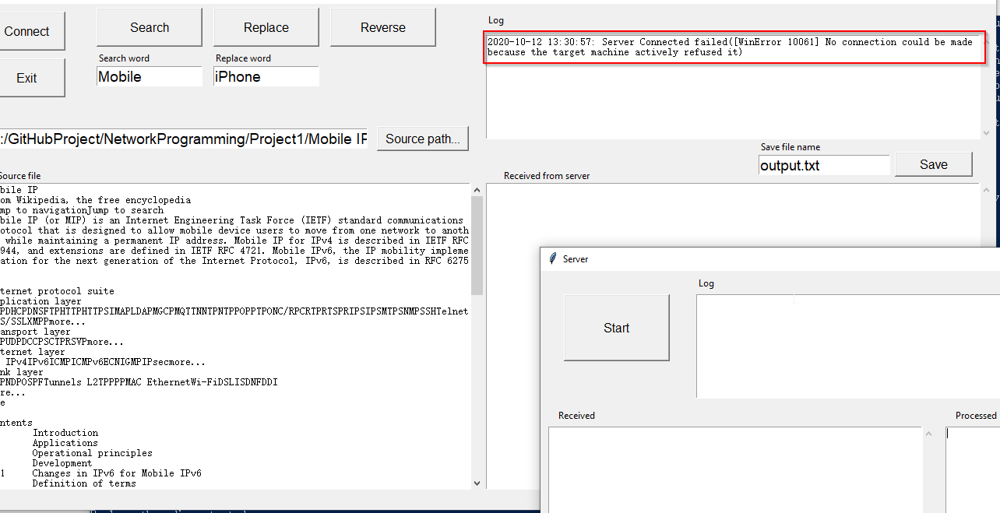 Connect
Search
Replace
Reverse
Log
Exit
Search word
Replace word
Mobile
iPhone
2020-10-12 13:30:57: Server Connected failed([WinError 10061] No connection could be made
because the target machine actively refused it)
:/GitHubProject/NetworkProgramming/Project1/Mobile IP
Source path...
Save file name
output.txt
Save
Source file
Received from server
bile IP
om Wikipedia, the free encyclopedia
mp to navigationJump to search
bile IP (or MIP) is an Internet Engineering Task Force (IETF) standard communications
otocol that is designed to allow mobile device users to move from one network to anoth
while maintaining a permanent IP address. Mobile IP for IPv4 is described in IETF RFC
944, and extensions are defined in IETF RFC 4721. Mobile IPv6, the IP mobility impleme
ation for the next generation of the Internet Protocol, IPv6, is described in RFC 6275
ternet protocol suite
plication layer
PDHCPDNSFTPHTTPHTTPSIMAPLDAPMGCPMQTTNNTPNTPPOPPTPONC/RPCRTPRTSPRIPSIPSMTPSNMPSSHTelnet
S/SSLXMPPmore...
ansport layer
PUDPDCCPSCTPRSVPmore...
ternet layer
IPv4IPv6ICMPICMPv6ECNIGMPIPsecmore...
nk layer
PNDPOSPFTunnels L2TPPPPMAC EthernetWi-FiDSLISDNFDDI
re...
e
ntents
Introduction
Applications
Operational principles
Development
1 Changes in IPv6 for Mobile IPv6
Definition of terms
Server
Log
Start
Received
Processed